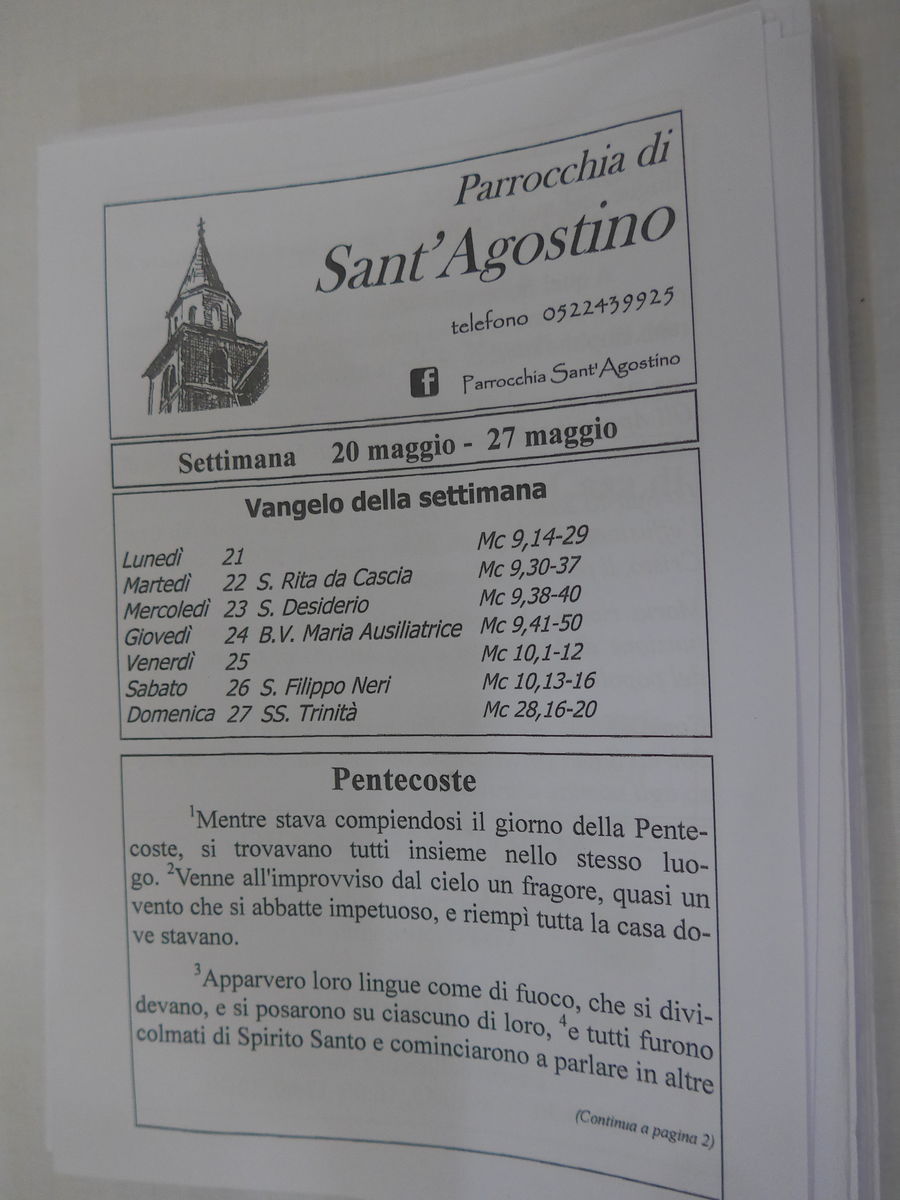 Parrocchia di
Sant'Agostino
telefono 0522439925
f Parrocchia Sant'Agostino
Settimana 20 maggio - 27 maggio
Vangelo della settimana
Lunedì 21 Mc 9,14-29
Martedì 22 S. Rita da Cascia Mc 9,30-37
Mercoledì 23 S. Desiderio Mc 9,38-40
Giovedì 24 B.V. Maria Ausiliatrice Mc 9,41-50
Venerdì 25 Mc 10,1-12
Sabato 26 S. Filippo Neri Mc 10,13-16
Domenica 27 SS. Trinità Mc 28,16-20
Pentecoste
¹Mentre stava compiendosi il giorno della Pente-
coste, si trovavano tutti insieme nello stesso luo-
go. ²Venne all'improvviso dal cielo un fragore, quasi un
vento che si abbatte impetuoso, e riempì tutta la casa do-
ve stavano.
³Apparvero loro lingue come di fuoco, che si divi-
devano, e si posarono su ciascuno di loro, ⁴e tutti furono
colmati di Spirito Santo e cominciarono a parlare in altre
(Continua a pagina 2)